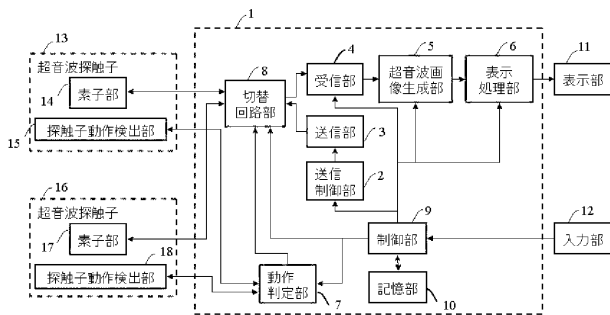 1
13
超音波探触子
14
素子部
15
探触子動作検出部
16
超音波探触子
17
素子部
18
探触子動作検出部
8
切替
回路部
4
受信部
5
超音波画
像生成部
6
表示
処理部
11
表示部
3
送信部
2
送信
制御部
9
制御部
12
入力部
7
動作
判定部
10
記憶部